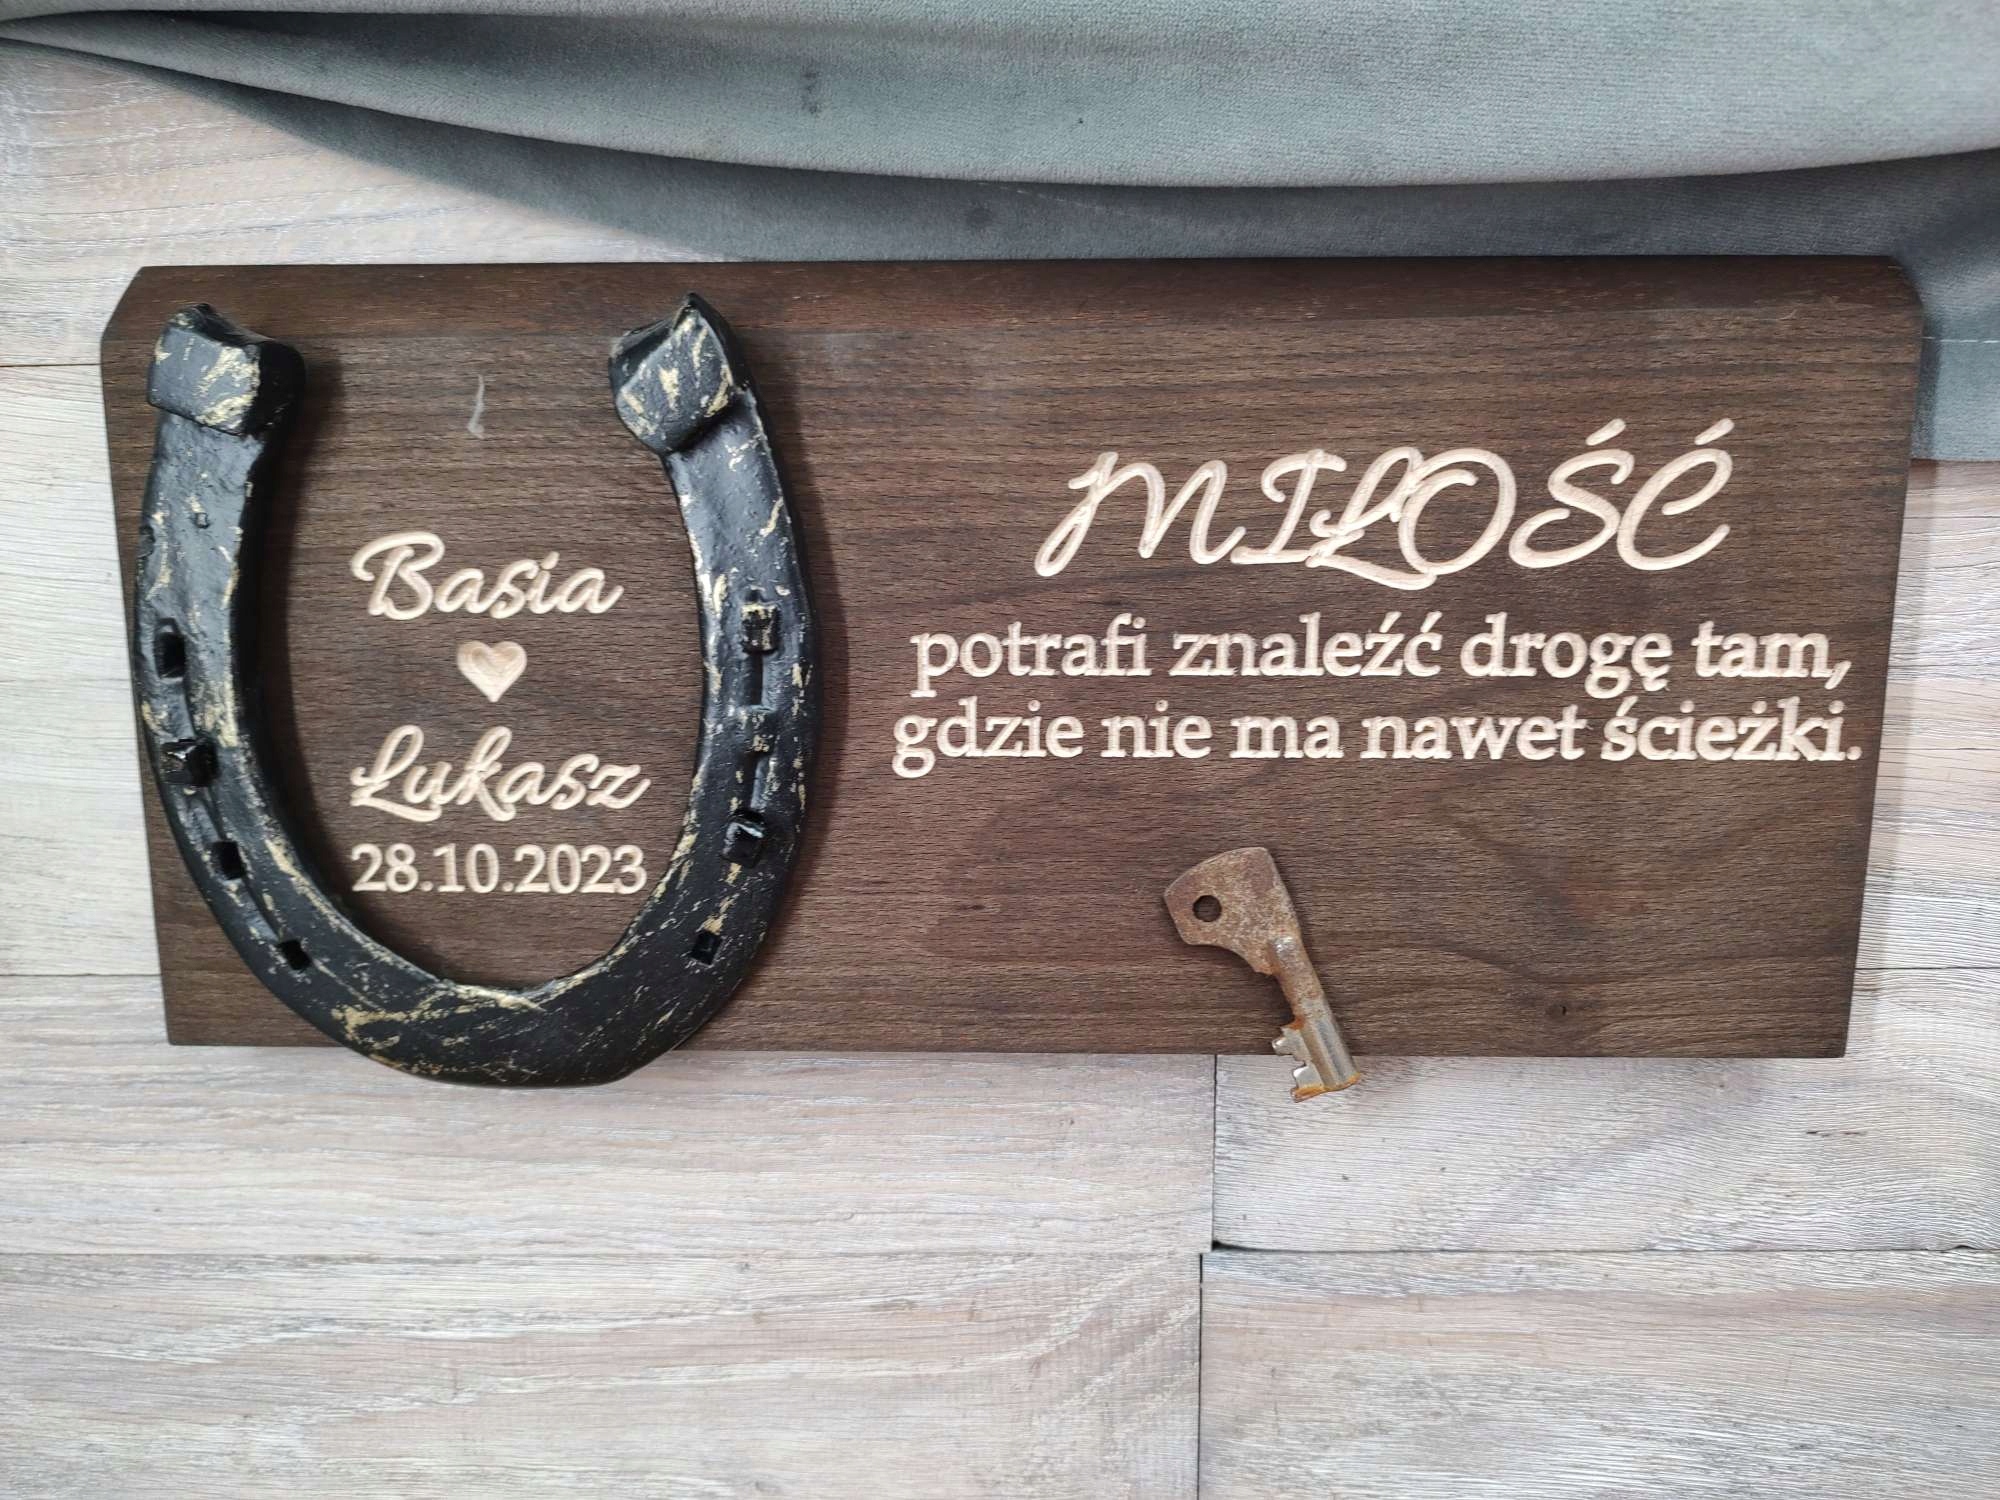 Basia
Łukasz
28.10.2023
MIŁOŚĆ
potrafi znaleźć drogę tam,
gdzie nie ma nawet ścieżki.